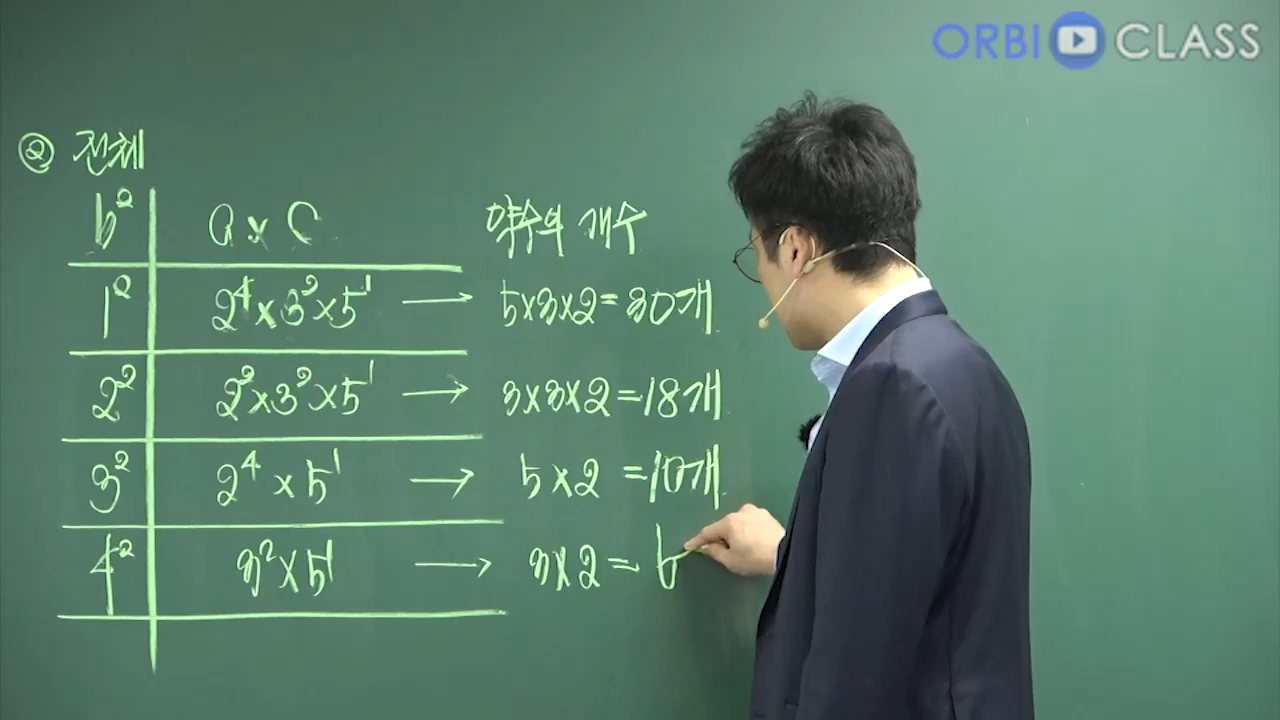 ORBI CLASS
② 전체
b² a × c 약수의 개수
1² 2⁴×3²×5¹ → 5×3×2=30개
2² 2²×3²×5¹ → 3×3×2=18개
3² 2⁴×5¹ → 5×2=10개
4² 3²×5¹ → 3×2=6